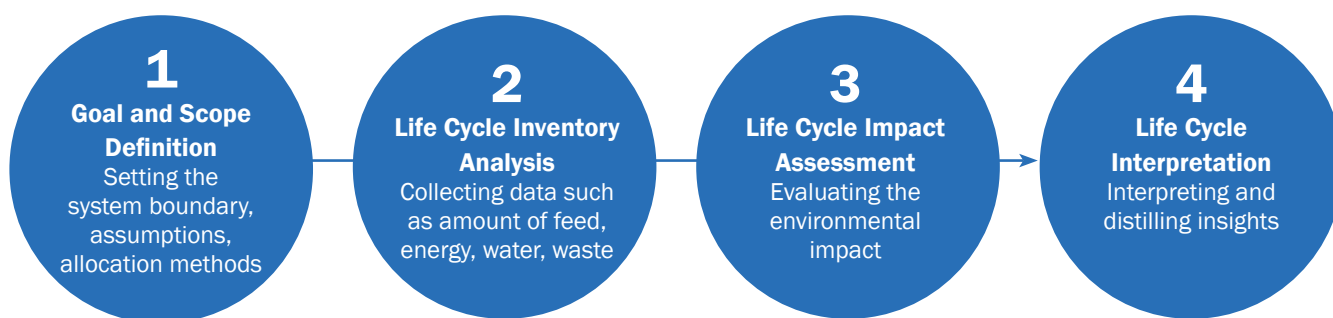 1
Goal and Scope
Definition
Setting the
system boundary,
assumptions,
allocation methods
2
Life Cycle Inventory
Analysis
Collecting data such
as amount of feed,
energy, water, waste
3
Life Cycle Impact
Assessment
Evaluating the
environmental
impact
4
Life Cycle
Interpretation
Interpreting and
distilling insights